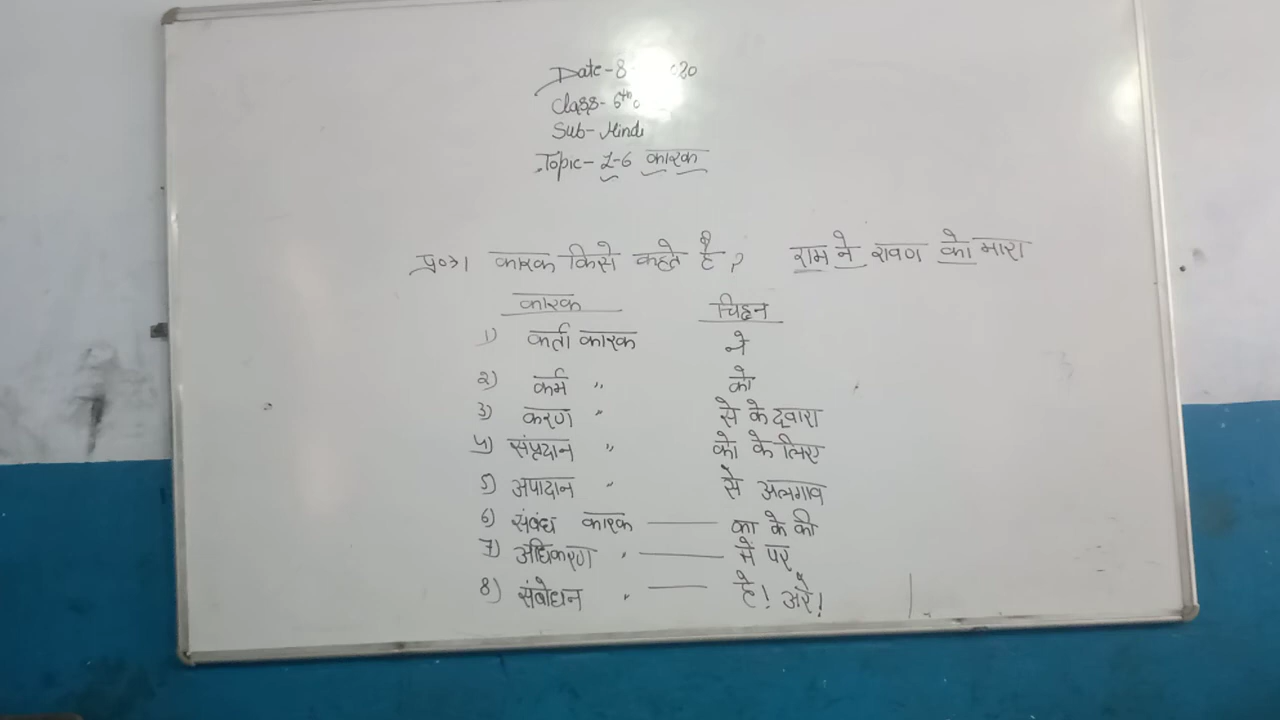 Date-8 020
Class- 6th
Sub- Hindi
Topic- L-6 कारक
प्र०1 कारक किसे कहते है? राम ने रावण को मारा
कारक चिह्न
1) कर्ता कारक ने
2) कर्म " को
3) करण " से के द्वारा
4) संप्रदान " को के लिए
5) अपादान " से अलगाव
6) संबंध कारक — का के की
7) अधिकरण " — में पर
8) संबोधन " — हे! अरे!